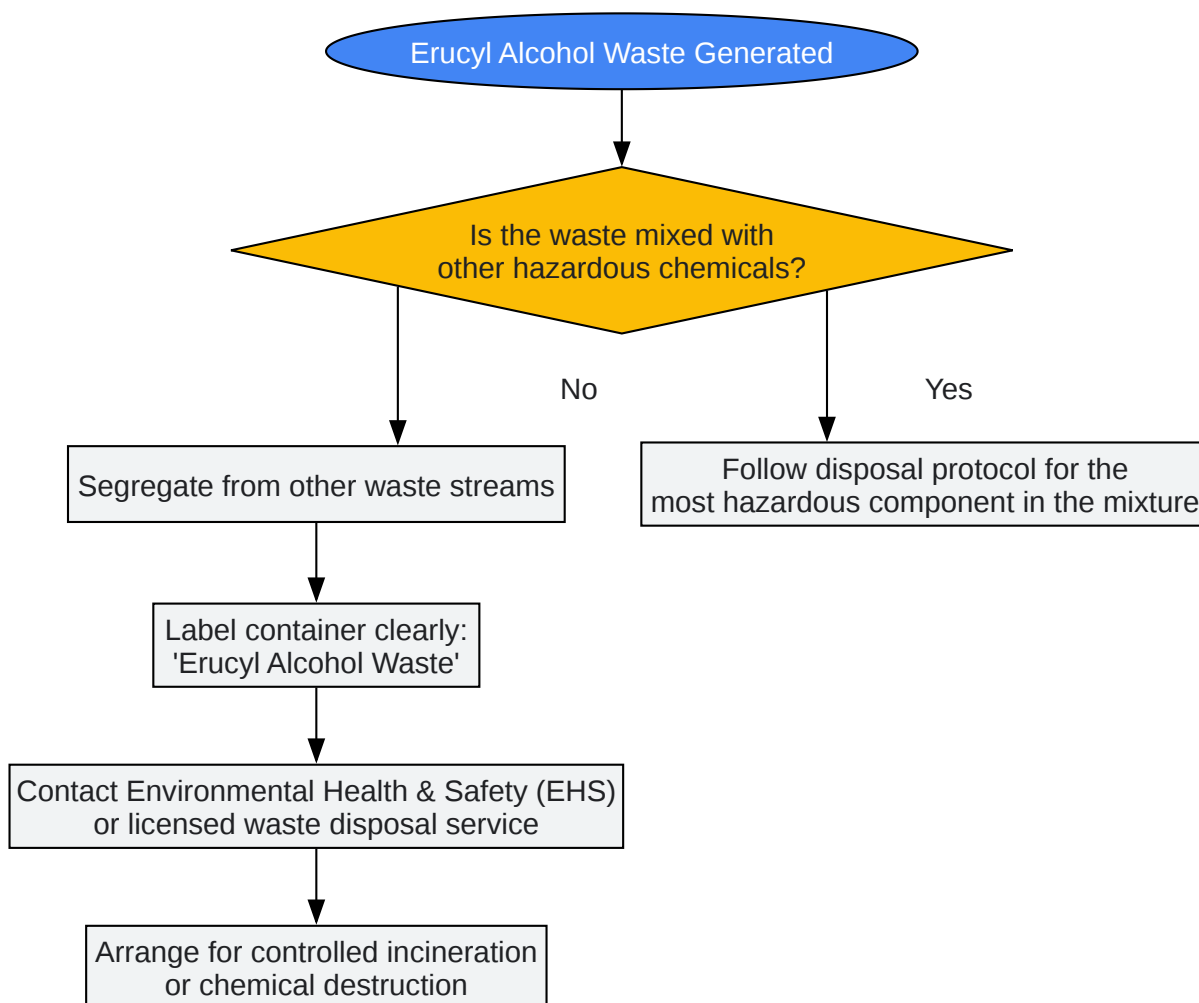 Erucyl Alcohol Waste Generated
Is the waste mixed with
other hazardous chemicals?
No
Yes
Segregate from other waste streams
Follow disposal protocol for the
most hazardous component in the mixture
Label container clearly:
'Erucyl Alcohol Waste'
Contact Environmental Health & Safety (EHS)
or licensed waste disposal service
Arrange for controlled incineration
or chemical destruction